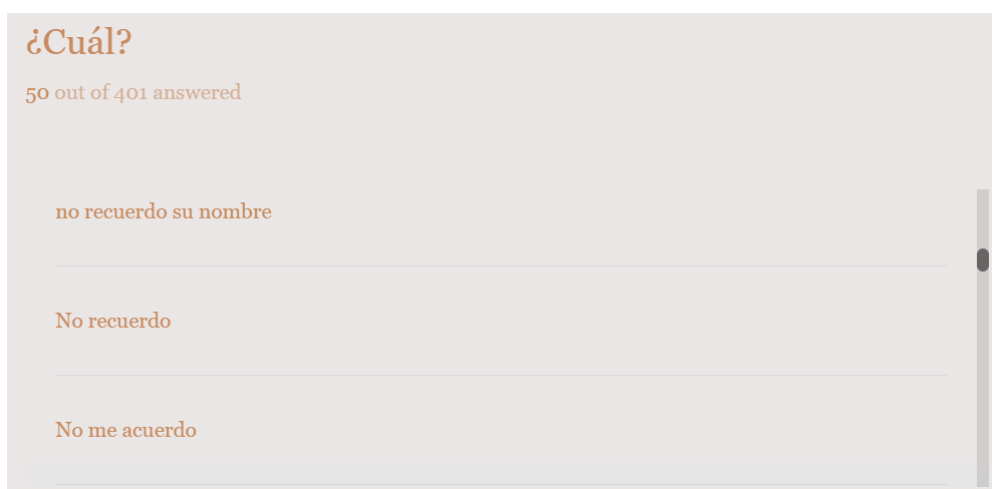 ¿Cuál?
50 out of 401 answered
no recuerdo su nombre
No recuerdo
No me acuerdo